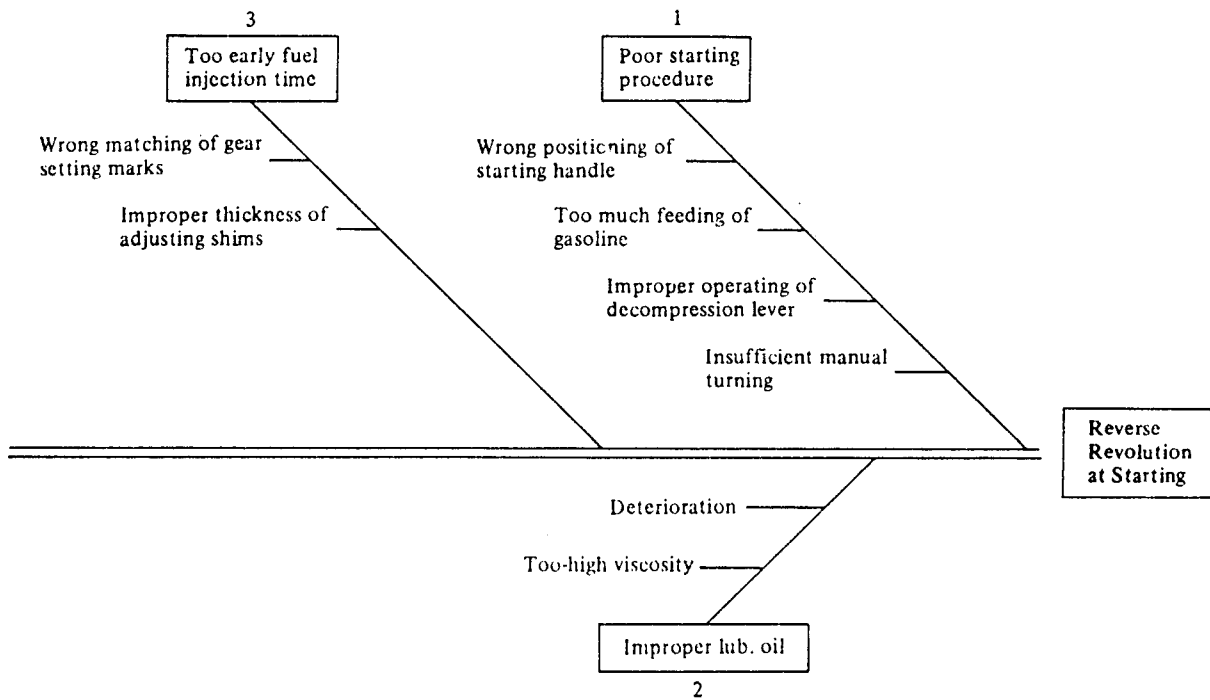 3
Too early fuel
injection time
Wrong matching of gear
setting marks
Improper thickness of
adjusting shims
1
Poor starting
procedure
Wrong positioning of
starting handle
Too much feeding of
gasoline
Improper operating of
decompression lever
Insufficient manual
turning
Reverse
Revolution
at Starting
Deterioration
Too-high viscosity
Improper lub. oil
2